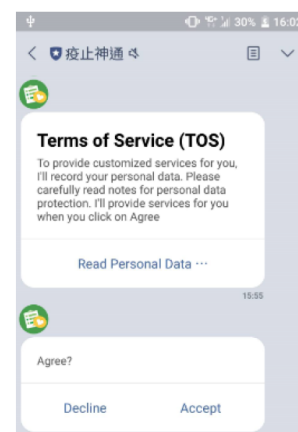 30% 16:02
疫止神通
Terms of Service (TOS)
To provide customized services for you,
I'll record your personal data. Please
carefully read notes for personal data
protection. I'll provide services for you
when you click on Agree
Read Personal Data ···
15:55
Agree?
Decline Accept